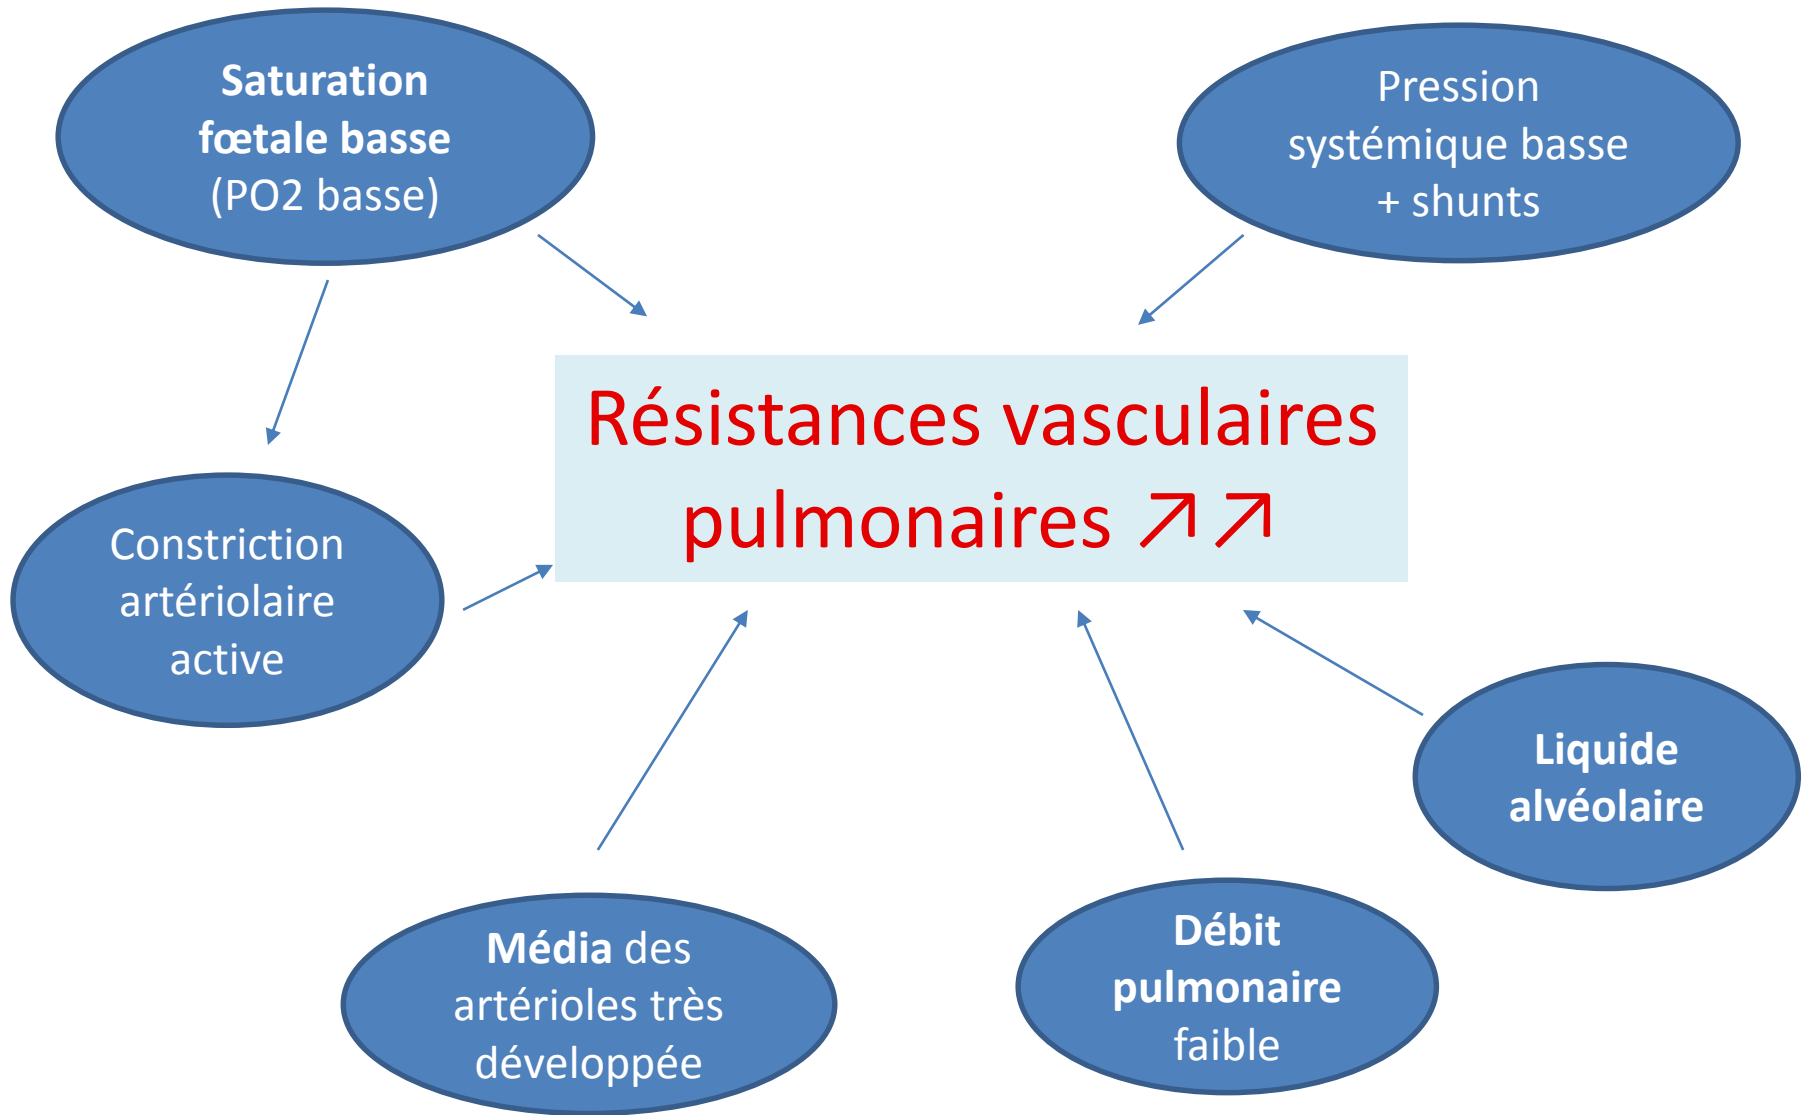 Saturation
fœtale basse
(PO2 basse)
Pression
systémique basse
+ shunts
Résistances vasculaires
pulmonaires ↗↗
Constriction
artériolaire
active
Liquide
alvéolaire
Média des
artérioles très
développée
Débit
pulmonaire
faible